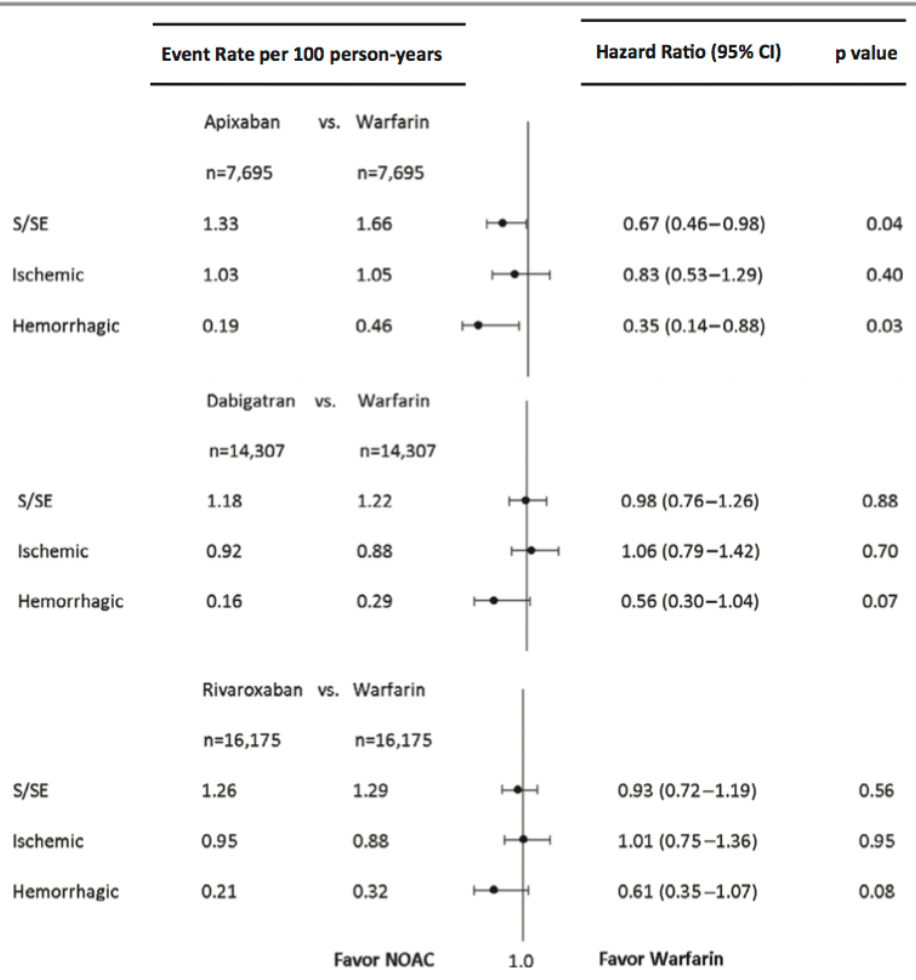 Event Rate per 100 person-years Hazard Ratio (95% CI) p value
Apixaban vs. Warfarin
n=7,695 n=7,695
S/SE 1.33 1.66 0.67 (0.46–0.98) 0.04
Ischemic 1.03 1.05 0.83 (0.53–1.29) 0.40
Hemorrhagic 0.19 0.46 0.35 (0.14–0.88) 0.03
Dabigatran vs. Warfarin
n=14,307 n=14,307
S/SE 1.18 1.22 0.98 (0.76–1.26) 0.88
Ischemic 0.92 0.88 1.06 (0.79–1.42) 0.70
Hemorrhagic 0.16 0.29 0.56 (0.30–1.04) 0.07
Rivaroxaban vs. Warfarin
n=16,175 n=16,175
S/SE 1.26 1.29 0.93 (0.72–1.19) 0.56
Ischemic 0.95 0.88 1.01 (0.75–1.36) 0.95
Hemorrhagic 0.21 0.32 0.61 (0.35–1.07) 0.08
Favor NOAC 1.0 Favor Warfarin